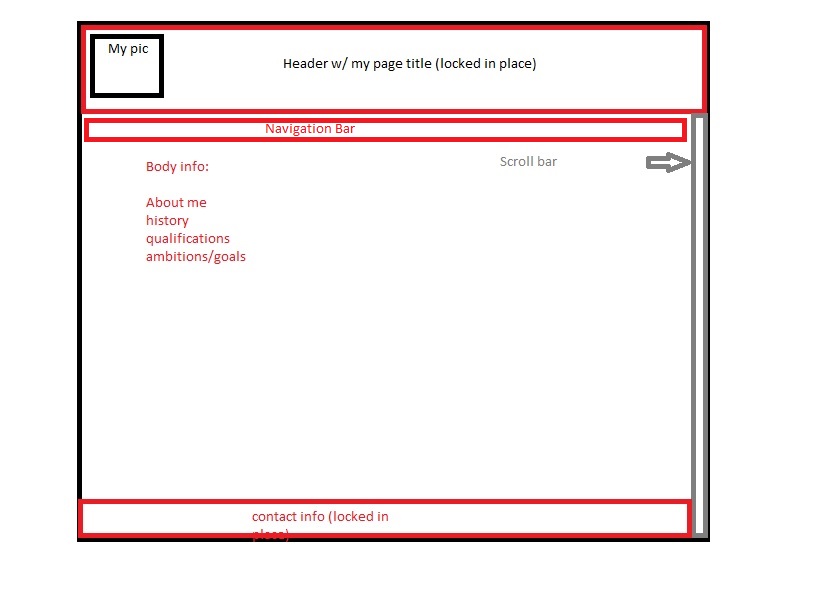 My pic
Header w/ my page title (locked in place)
Navigation Bar
Body info:
Scroll bar
About me
history
qualifications
ambitions/goals
contact info (locked in
place)